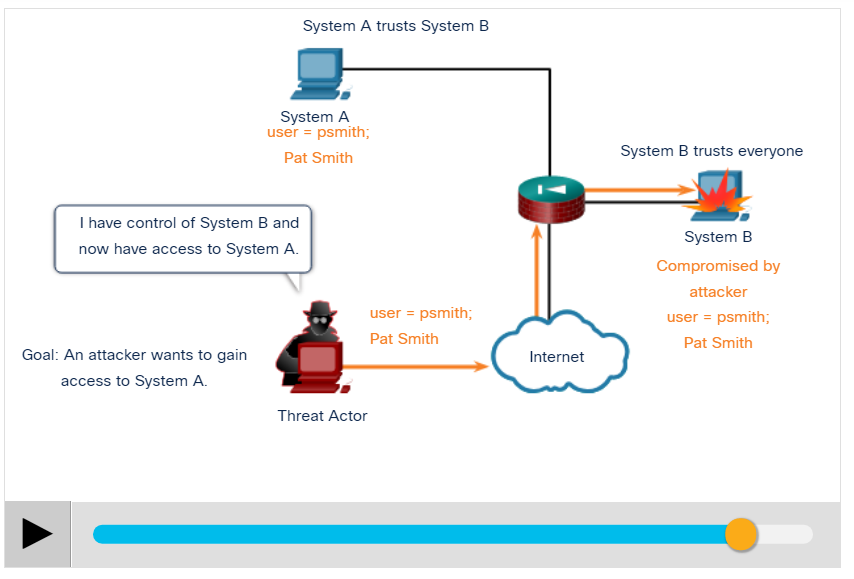 System A trusts System B
System A
user = psmith;
Pat Smith
System B trusts everyone
System B
Compromised by
attacker
user = psmith;
Pat Smith
I have control of System B and
now have access to System A.
user = psmith;
Pat Smith
Internet
Goal: An attacker wants to gain
access to System A.
Threat Actor